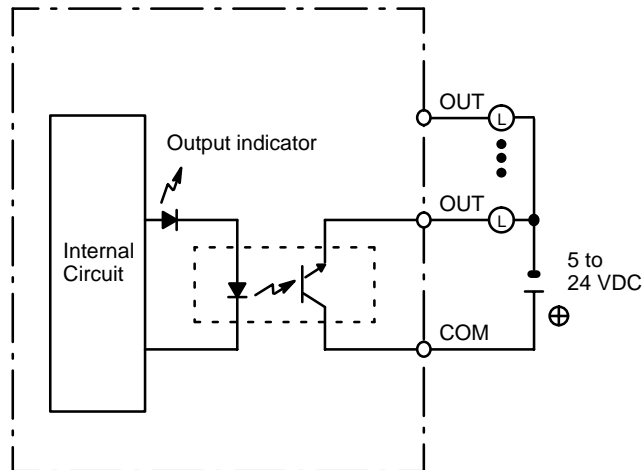 OUT
L
Output indicator
OUT
L
Internal
Circuit
5 to
24 VDC
COM